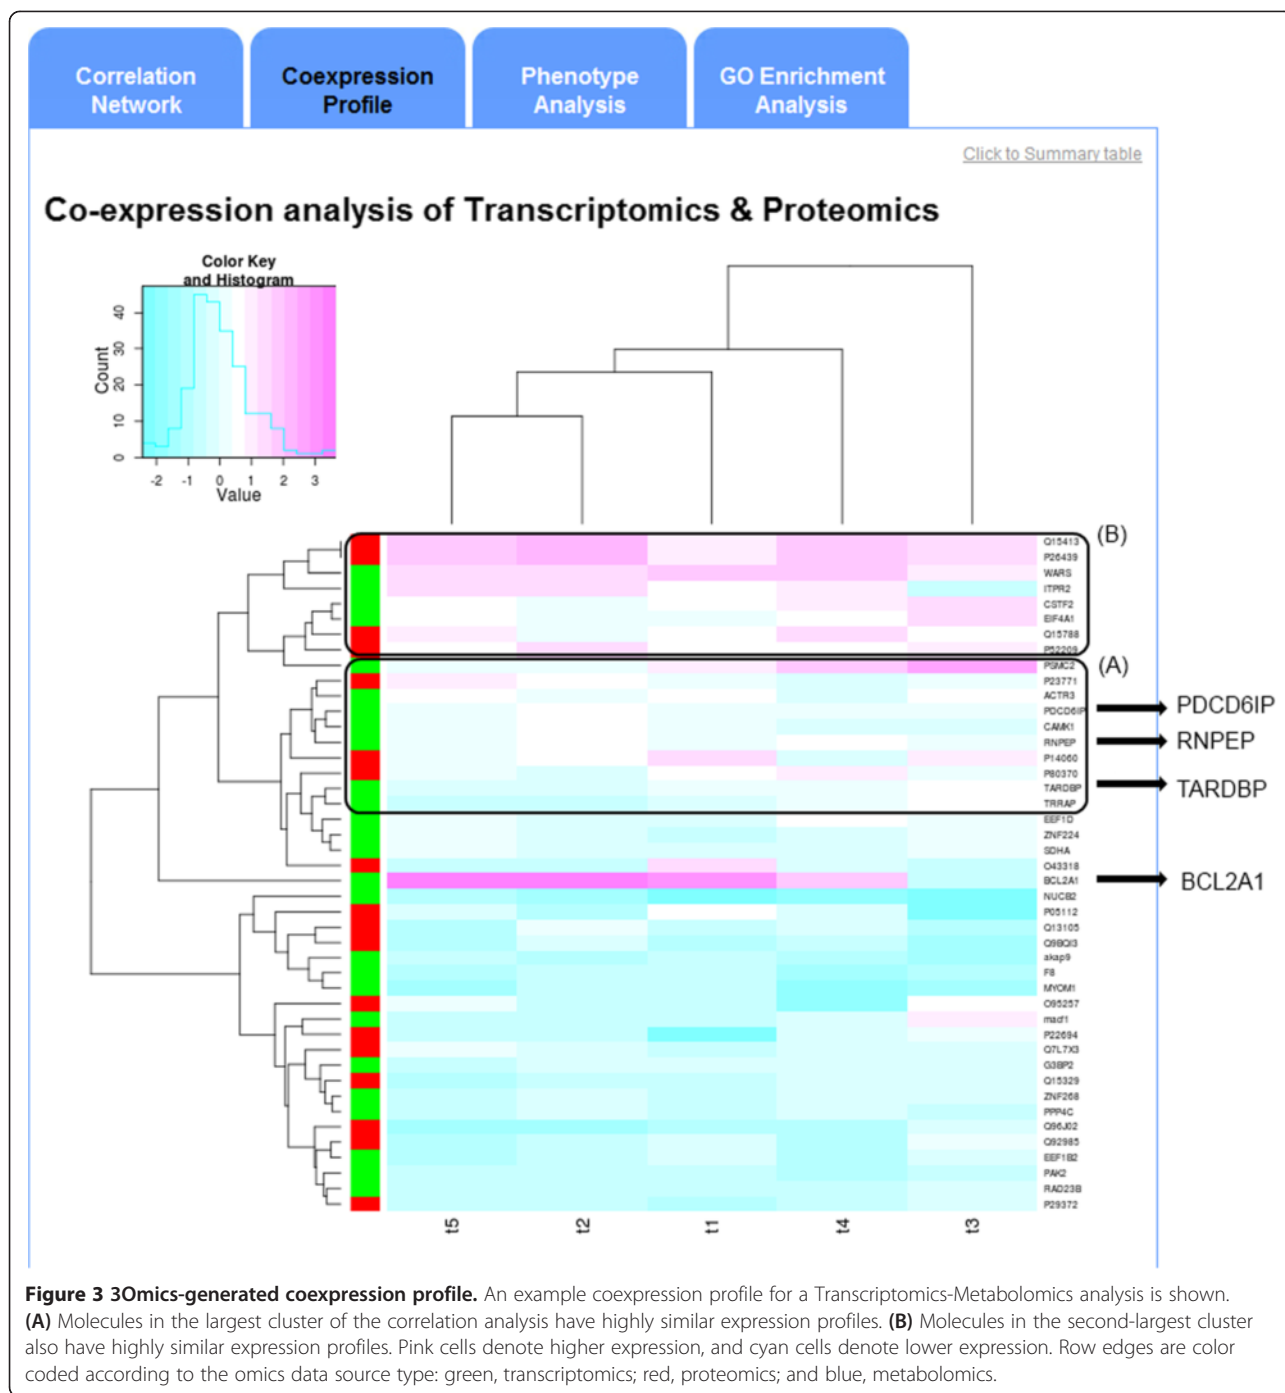 Correlation
Network
Coexpression
Profile
Phenotype
Analysis
GO Enrichment
Analysis
Click to Summary table
Co-expression analysis of Transcriptomics & Proteomics
Color Key
and Histogram
Count
0 10 20 30 40
-2 -1 0 1 2 3
Value
(B)
Q15413
P26439
WARS
ITPR2
CSTF2
EIF4A1
Q15788
P52209
(A)
PSMC2
P23771
ACTR3
PDCD6IP
PDCD6IP
CAMK1
RNPEP
RNPEP
P14060
P80370
TARDBP
TARDBP
TRRAP
EEF1D
ZNF224
SDHA
O43318
BCL2A1
BCL2A1
NUCB2
P05112
Q13105
Q9BQI3
akap9
F8
MYOM1
O95257
macf1
P22694
Q7L7X3
G3BP2
Q15329
ZNF268
PPP4C
Q96J02
Q92985
EEF1B2
PAK2
RAD23B
P29372
t5 t2 t1 t4 t3
Figure 3 3Omics-generated coexpression profile. An example coexpression profile for a Transcriptomics-Metabolomics analysis is shown.
(A) Molecules in the largest cluster of the correlation analysis have highly similar expression profiles. (B) Molecules in the second-largest cluster
also have highly similar expression profiles. Pink cells denote higher expression, and cyan cells denote lower expression. Row edges are color
coded according to the omics data source type: green, transcriptomics; red, proteomics; and blue, metabolomics.